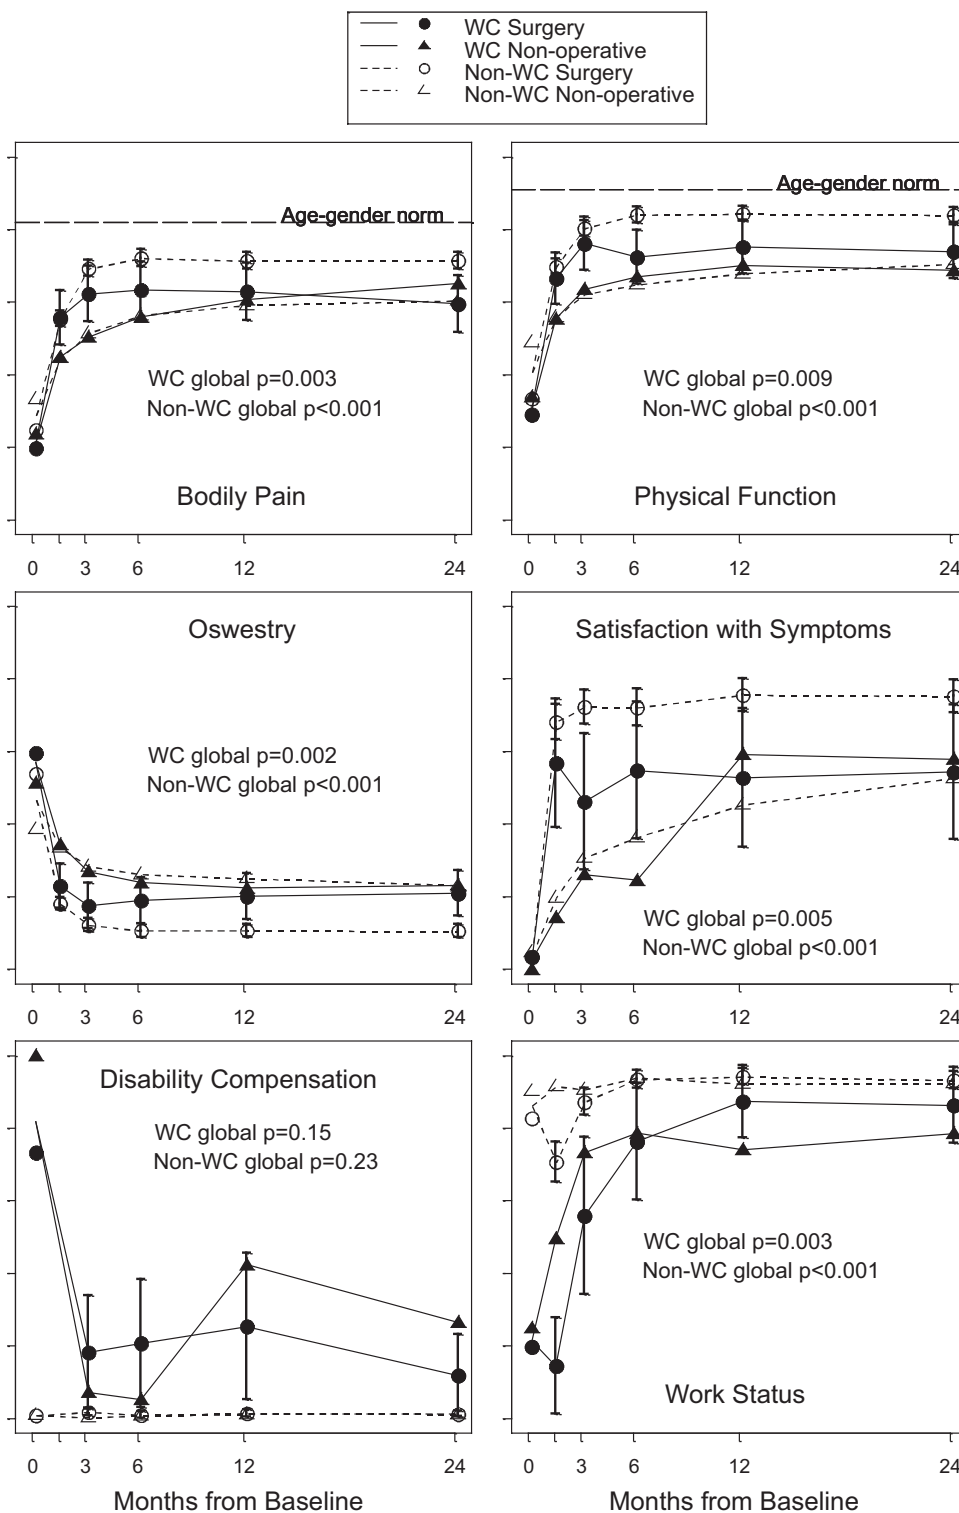 WC Surgery
WC Non-operative
Non-WC Surgery
Non-WC Non-operative
Age-gender norm
WC global p=0.003
Non-WC global p<0.001
Bodily Pain
0 3 6 12 24
Age-gender norm
WC global p=0.009
Non-WC global p<0.001
Physical Function
0 3 6 12 24
Oswestry
WC global p=0.002
Non-WC global p<0.001
0 3 6 12 24
Satisfaction with Symptoms
WC global p=0.005
Non-WC global p<0.001
0 3 6 12 24
Disability Compensation
WC global p=0.15
Non-WC global p=0.23
0 3 6 12 24
Months from Baseline
WC global p=0.003
Non-WC global p<0.001
Work Status
0 3 6 12 24
Months from Baseline